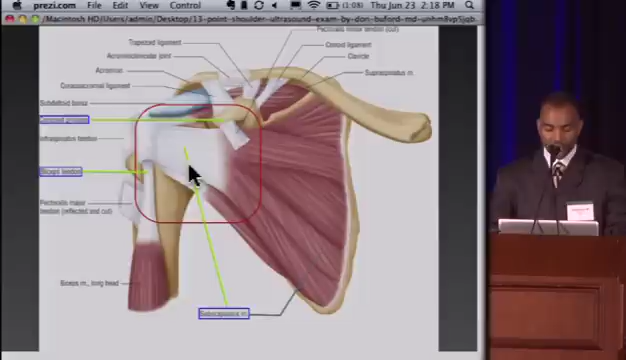 prezi.com File Edit View Control (1:08) Thu Jun 23 2:18 PM
/Macintosh HD/Users/admin/Desktop/13-point-shoulder-ultrasound-exam-by-don-buford-md-unhm8vp5jqb
Pectoralis minor tendon (cut)
Trapezoid ligament
Conoid ligament
Acromioclavicular joint
Clavicle
Acromion
Supraspinatus m.
Coracoacromial ligament
Subdeltoid bursa
Coracoid process
Infraspinatus tendon
Biceps tendon
Pectoralis major
tendon (reflected and cut)
Biceps m., long head
Subscapularis m.